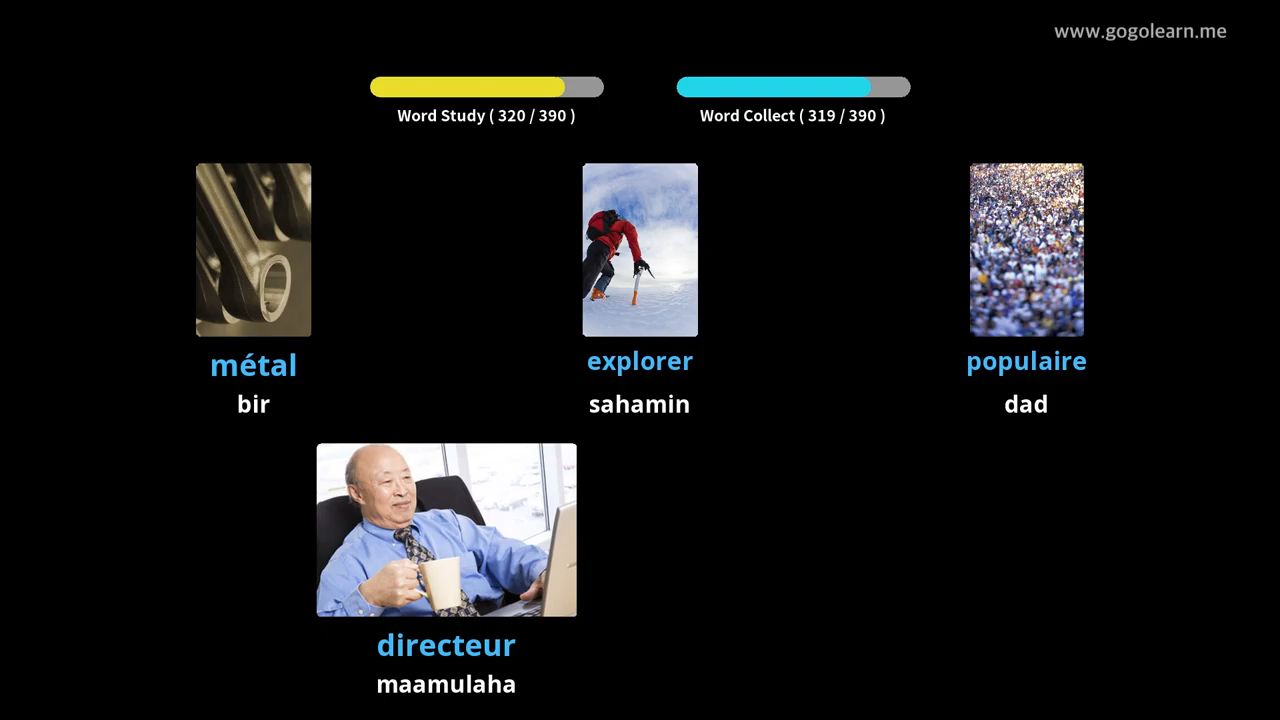 www.gogolearn.me
Word Study ( 320 / 390 )
Word Collect ( 319 / 390 )
métal
explorer
populaire
bir
sahamin
dad
directeur
maamulaha